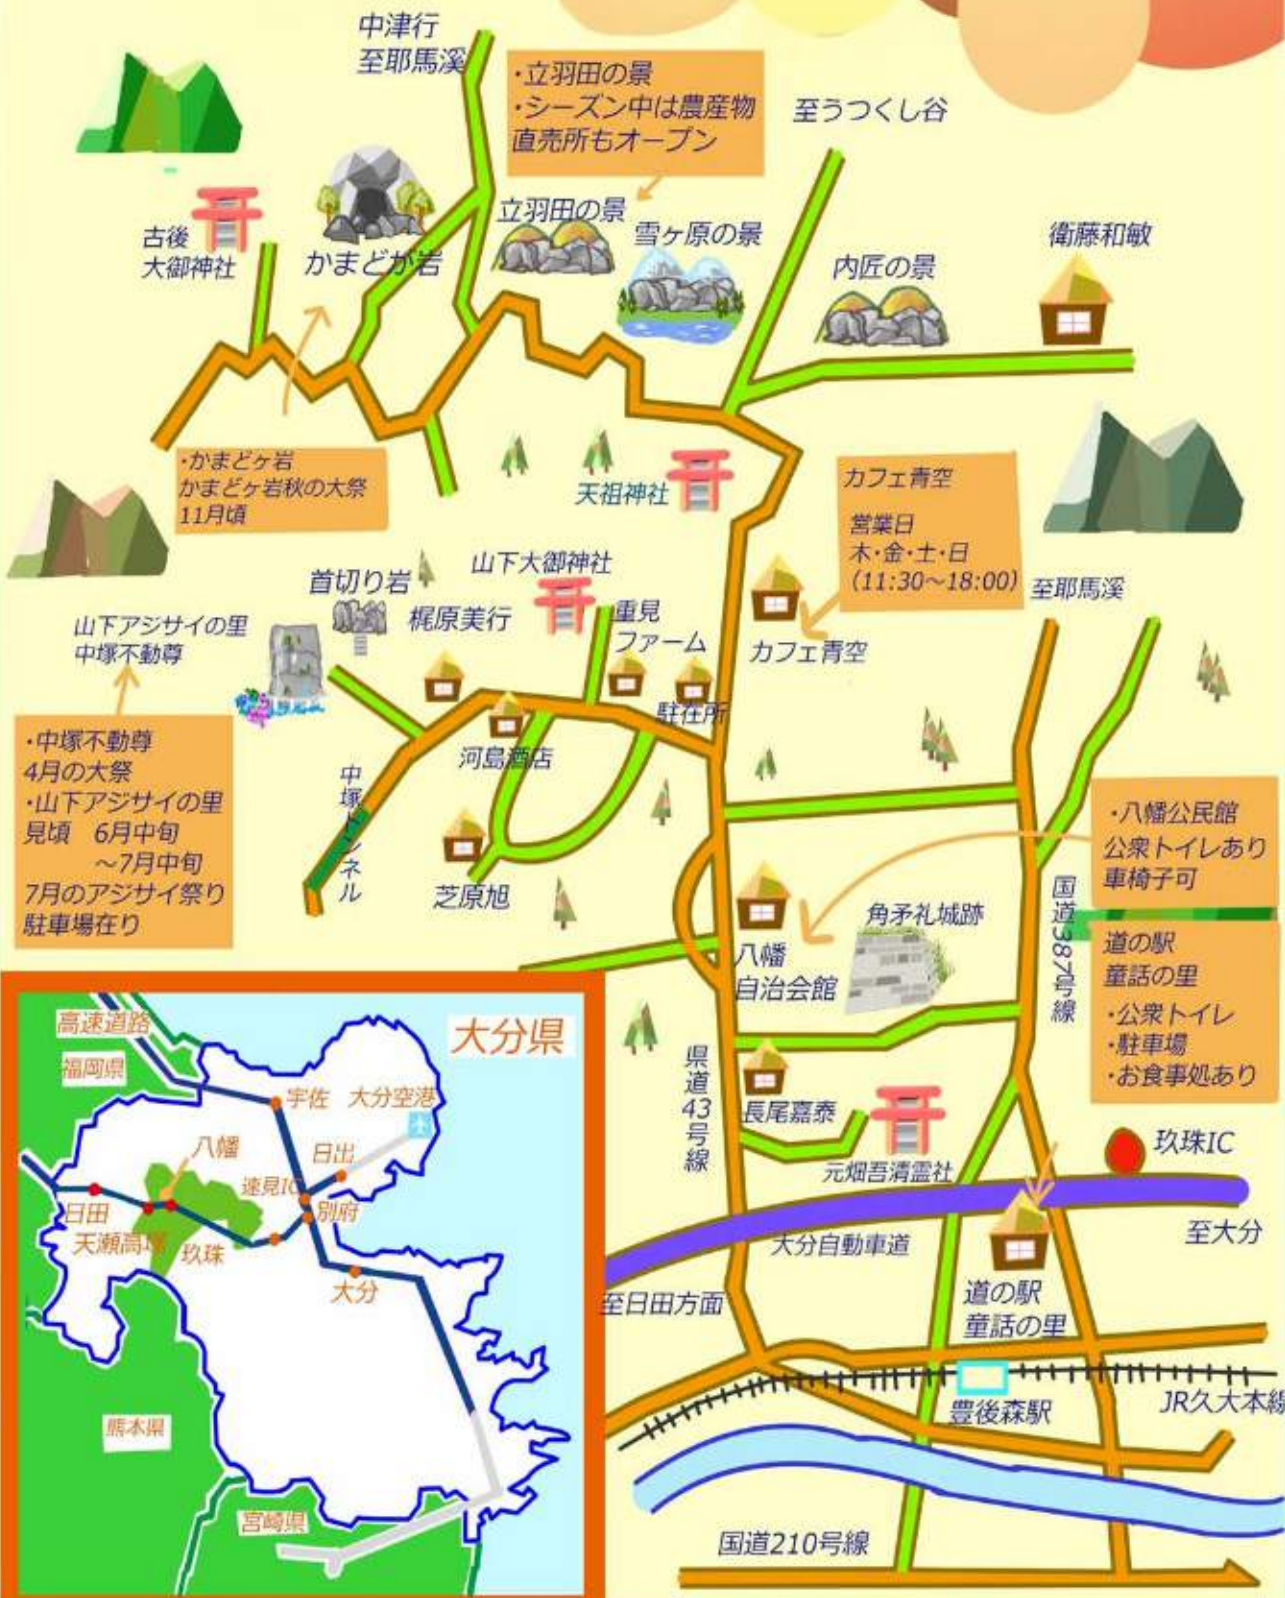 中津行
至耶馬溪
・立羽田の景
・シーズン中は農産物
直売所もオープン
至うつくし谷
古後
大御神社
かまどが岩
立羽田の景
雪ヶ原の景
内匠の景
衛藤和敏
・かまどヶ岩
かまどヶ岩秋の大祭
11月頃
天祖神社
カフェ青空
営業日
木・金・土・日
(11:30～18:00)
至耶馬溪
カフェ青空
山下大御神社
首切り岩
梶原美行
重見
ファーム
駐在所
山下アジサイの里
中塚不動尊
・中塚不動尊
4月の大祭
・山下アジサイの里
見頃 6月中旬
～7月中旬
7月のアジサイ祭り
駐車場在り
河島酒店
中塚トンネル
芝原旭
・八幡公民館
公衆トイレあり
車椅子可
八幡
自治会館
角牟礼城跡
国道387号線
道の駅
童話の里
・公衆トイレ
・駐車場
・お食事処あり
県道43号線
長尾嘉泰
元畑吾清霊社
玖珠IC
大分自動車道
至大分
至日田方面
道の駅
童話の里
豊後森駅
JR久大本線
国道210号線
大分県
高速道路
福岡県
宇佐
大分空港
八幡
日出
速見IC
別府
日田
天瀬高塚
玖珠
大分
熊本県
宮崎県